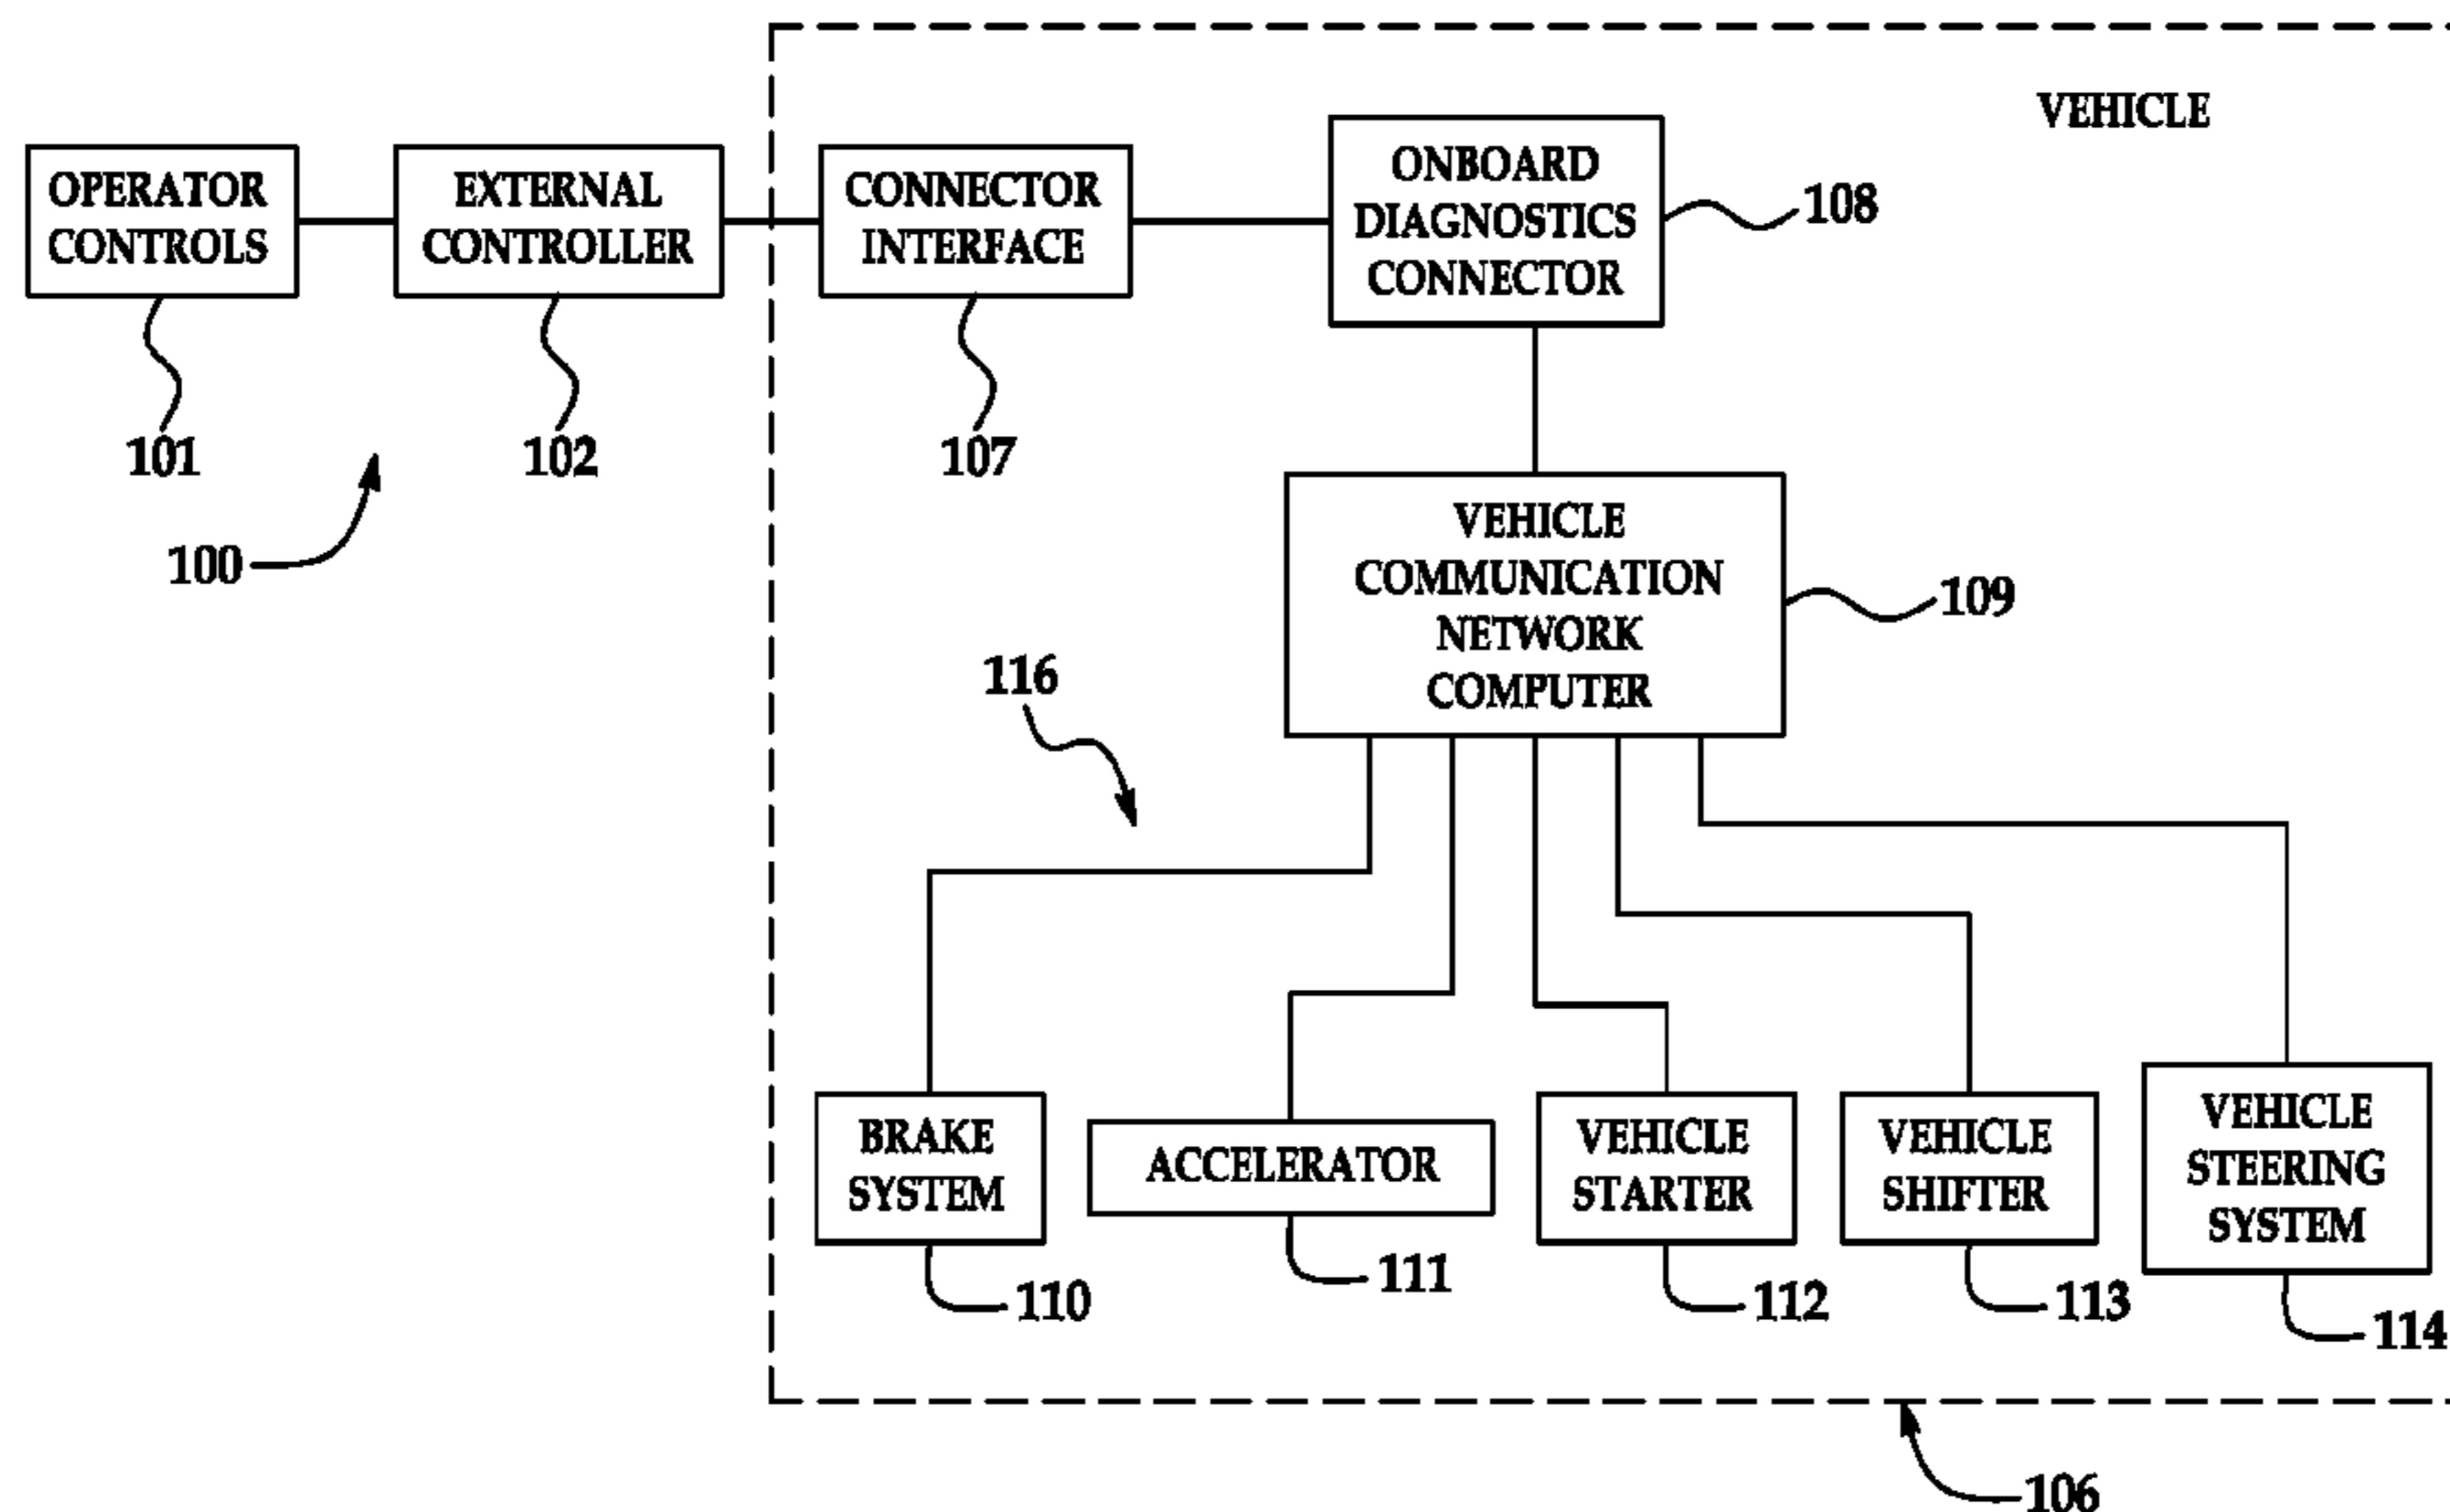 VEHICLE
OPERATOR
CONTROLS
EXTERNAL
CONTROLLER
CONNECTOR
INTERFACE
ONBOARD
DIAGNOSTICS
CONNECTOR
108
101
102
107
100
VEHICLE
COMMUNICATION
NETWORK
COMPUTER
109
116
BRAKE
SYSTEM
ACCELERATOR
VEHICLE
STARTER
VEHICLE
SHIFTER
VEHICLE
STEERING
SYSTEM
110
111
112
113
114
106